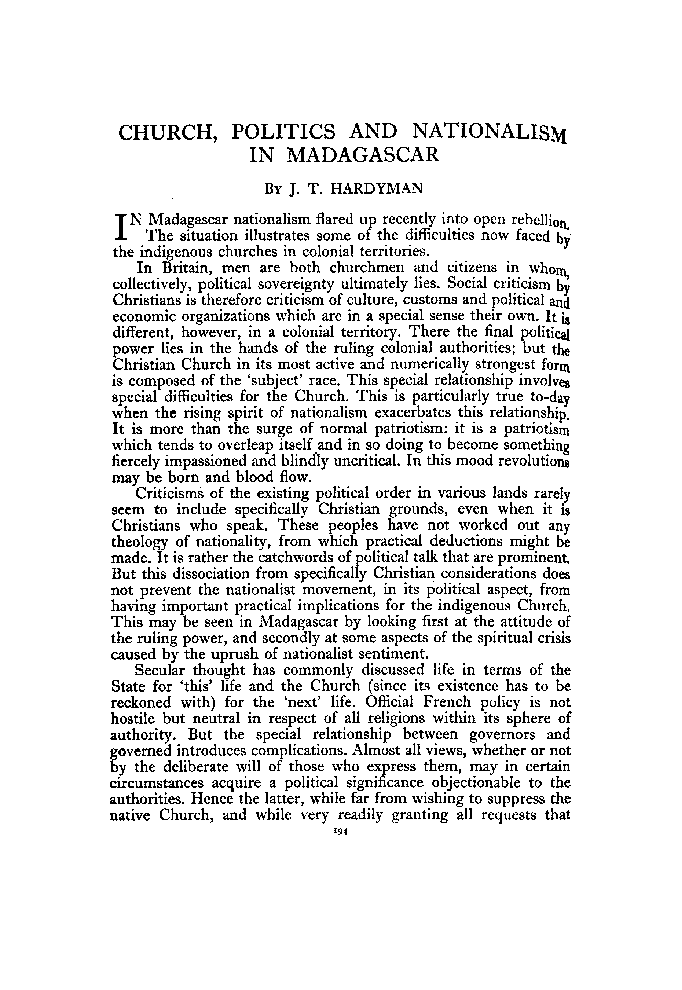 CHURCH, POLITICS AND NATIONALISM
IN MADAGASCAR
BY J. T. HARDYMAN
IN Madagascar nationalism flared up recently into open rebellion.
The situation illustrates some of the difficulties now faced by
the indigenous churches in colonial territories.
In Britain, men are both churchmen and citizens in whom,
collectively, political sovereignty ultimately lies. Social criticism by
Christians is therefore criticism of culture, customs and political and
economic organizations which are in a special sense their own. It is
different, however, in a colonial territory. There the final political
power lies in the hands of the ruling colonial authorities; but the
Christian Church in its most active and numerically strongest form
is composed of the 'subject' race. This special relationship involves
special difficulties for the Church. This is particularly true to-day
when the rising spirit of nationalism exacerbates this relationship.
It is more than the surge of normal patriotism: it is a patriotism
which tends to overleap itself and in so doing to become something
fiercely impassioned and blindly uncritical. In this mood revolutions
may be born and blood flow.
Criticisms of the existing political order in various lands rarely
seem to include specifically Christian grounds, even when it is
Christians who speak. These peoples have not worked out any
theology of nationality, from which practical deductions might be
made. It is rather the catchwords of political talk that are prominent.
But this dissociation from specifically Christian considerations does
not prevent the nationalist movement, in its political aspect, from
having important practical implications for the indigenous Church.
This may be seen in Madagascar by looking first at the attitude of
the ruling power, and secondly at some aspects of the spiritual crisis
caused by the uprush of nationalist sentiment.
Secular thought has commonly discussed life in terms of the
State for 'this' life and the Church (since its existence has to be
reckoned with) for the 'next' life. Official French policy is not
hostile but neutral in respect of all religions within its sphere of
authority. But the special relationship between governors and
governed introduces complications. Almost all views, whether or not
by the deliberate will of those who express them, may in certain
circumstances acquire a political significance objectionable to the
authorities. Hence the latter, while far from wishing to suppress the
native Church, and while very readily granting all requests that
194